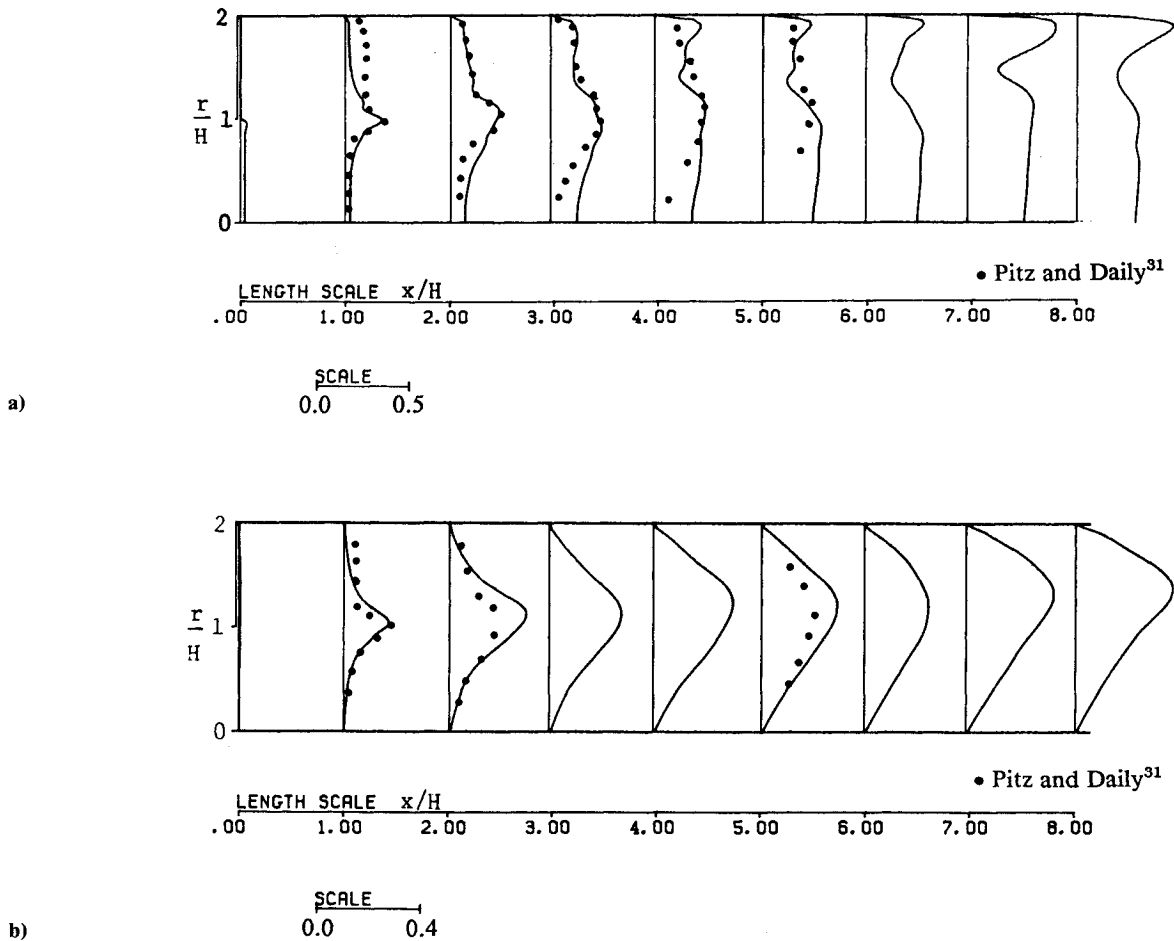 2
r
H
1
0
• Pitz and Daily31
LENGTH SCALE x/H
.00 1.00 2.00 3.00 4.00 5.00 6.00 7.00 8.00
SCALE
0.0 0.5
a)
2
r
H
1
0
• Pitz and Daily31
LENGTH SCALE x/H
.00 1.00 2.00 3.00 4.00 5.00 6.00 7.00 8.00
SCALE
0.0 0.4
b)